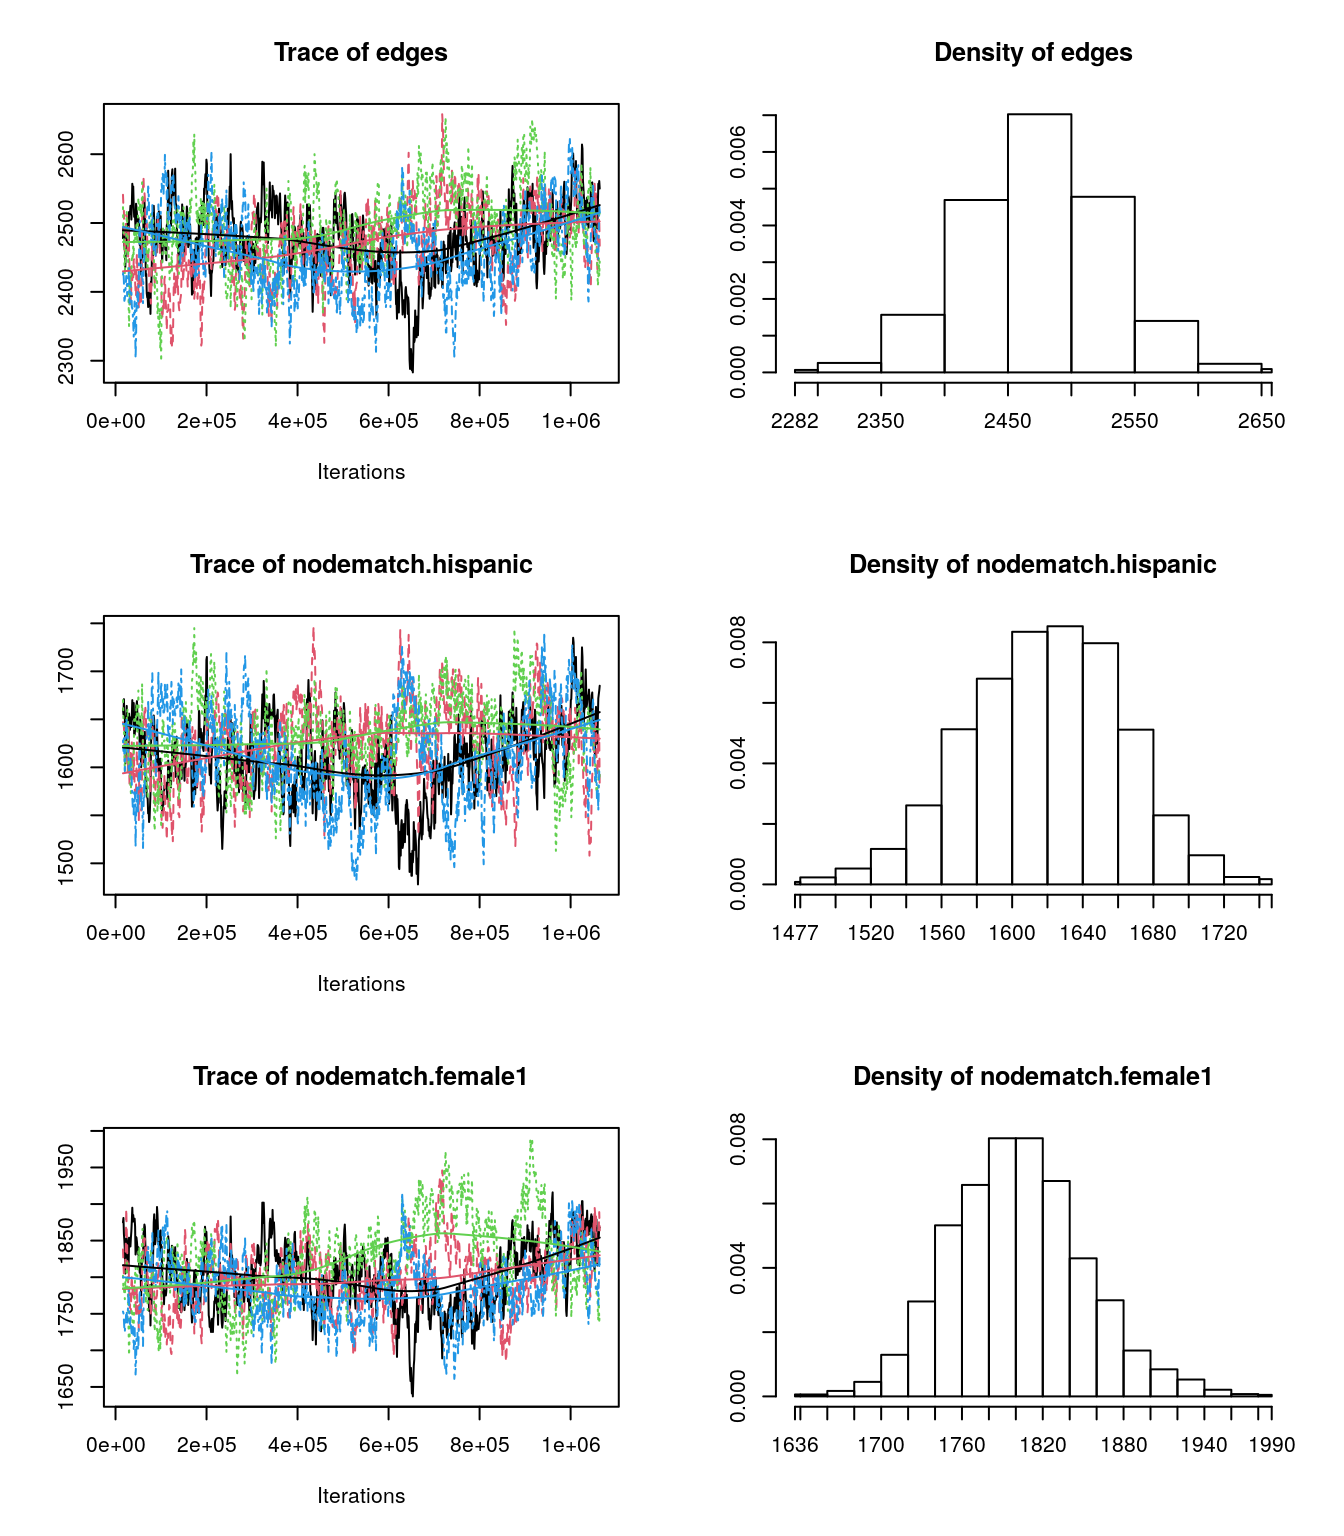 Trace of edges
2300 2400 2500 2600
0e+00 2e+05 4e+05 6e+05 8e+05 1e+06
Iterations
Density of edges
0.000 0.002 0.004 0.006
2282 2350 2450 2550 2650
Trace of nodematch.hispanic
1500 1600 1700
0e+00 2e+05 4e+05 6e+05 8e+05 1e+06
Iterations
Density of nodematch.hispanic
0.000 0.004 0.008
1477 1520 1560 1600 1640 1680 1720
Trace of nodematch.female1
1650 1750 1850 1950
0e+00 2e+05 4e+05 6e+05 8e+05 1e+06
Iterations
Density of nodematch.female1
0.000 0.004 0.008
1636 1700 1760 1820 1880 1940 1990